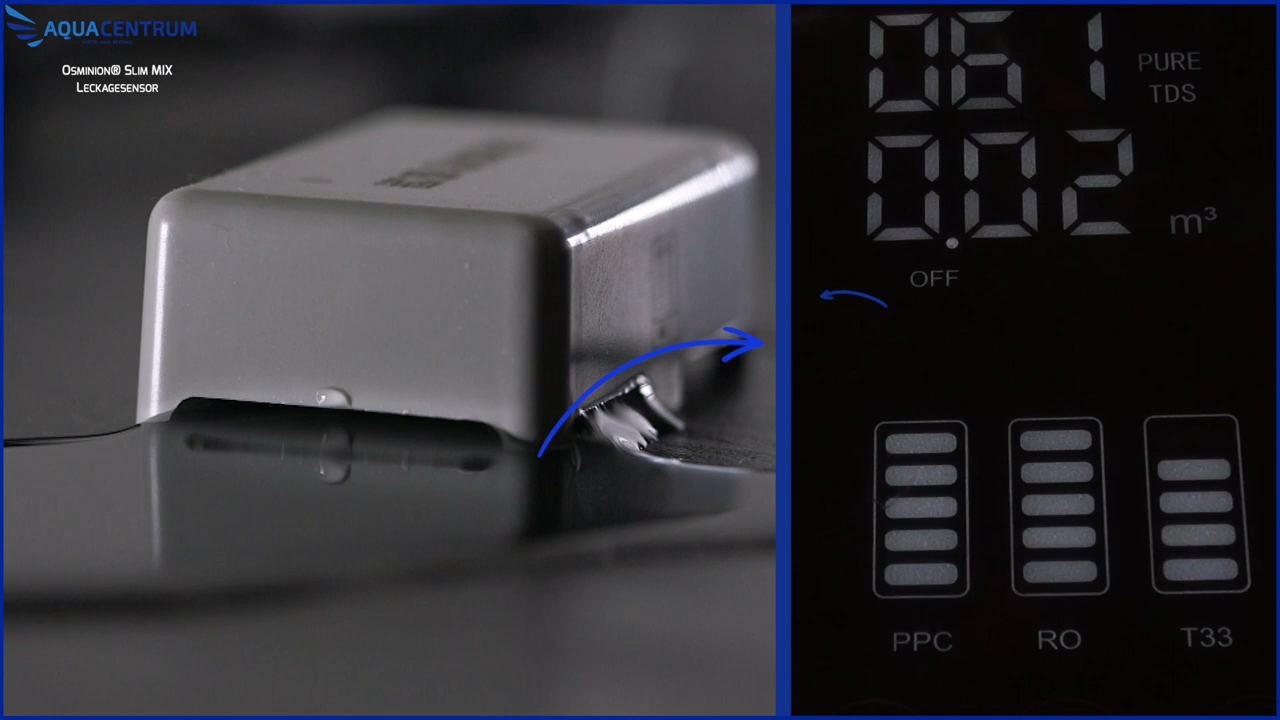 AQUACENTRUM
OSMINION® SLIM MIX
LECKAGESENSOR
061 PURE
TDS
0.02 m³
OFF
PPC RO T33